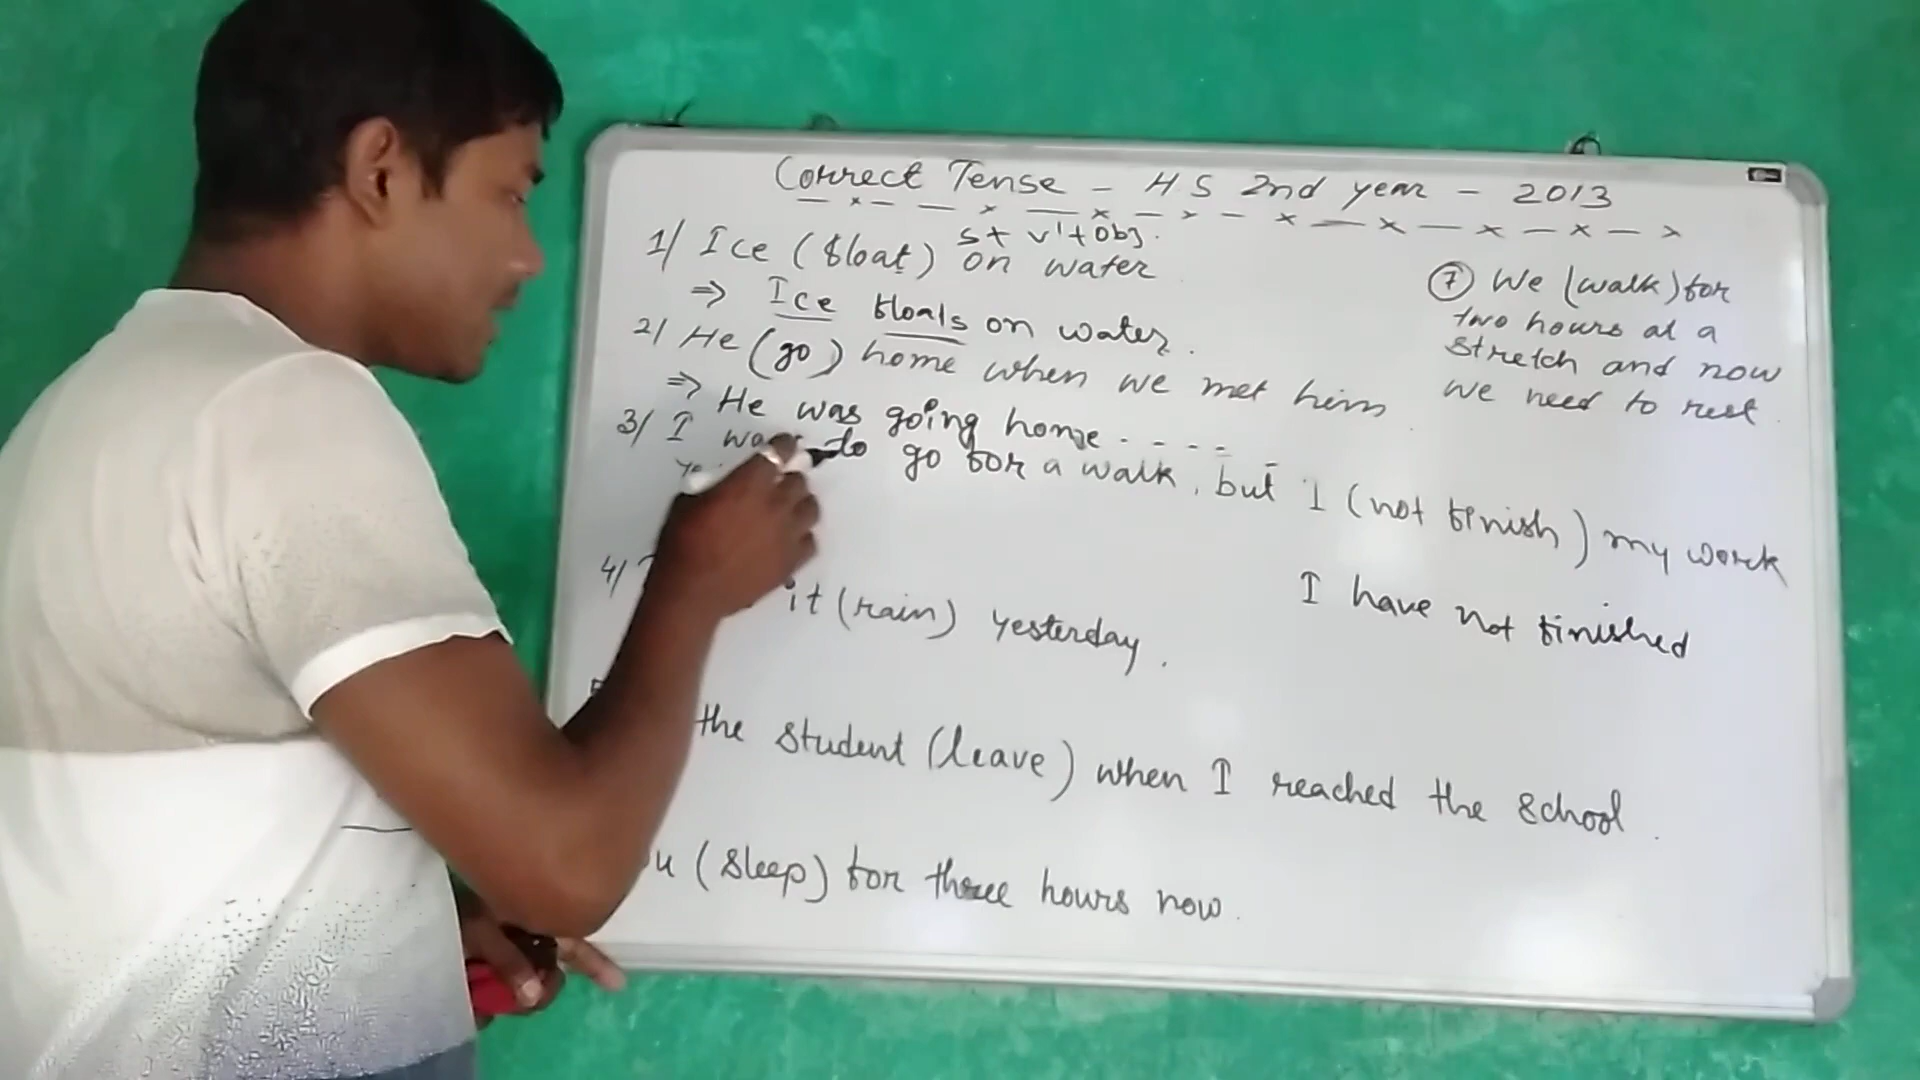 Correct Tense - H S 2nd year - 2013
S + V' + Obj.
1/ Ice (float) on water
⇒ Ice floats on water.
2/ He (go) home when we met him
⇒ He was going home - - - - -
3/ I to go for a walk, but I (not finish) my work
I have not finished
4/ it (rain) yesterday.
the student (leave) when I reached the school.
(sleep) for three hours now.
⑦ We (walk) for
two hours at a
stretch and now
we need to rest.